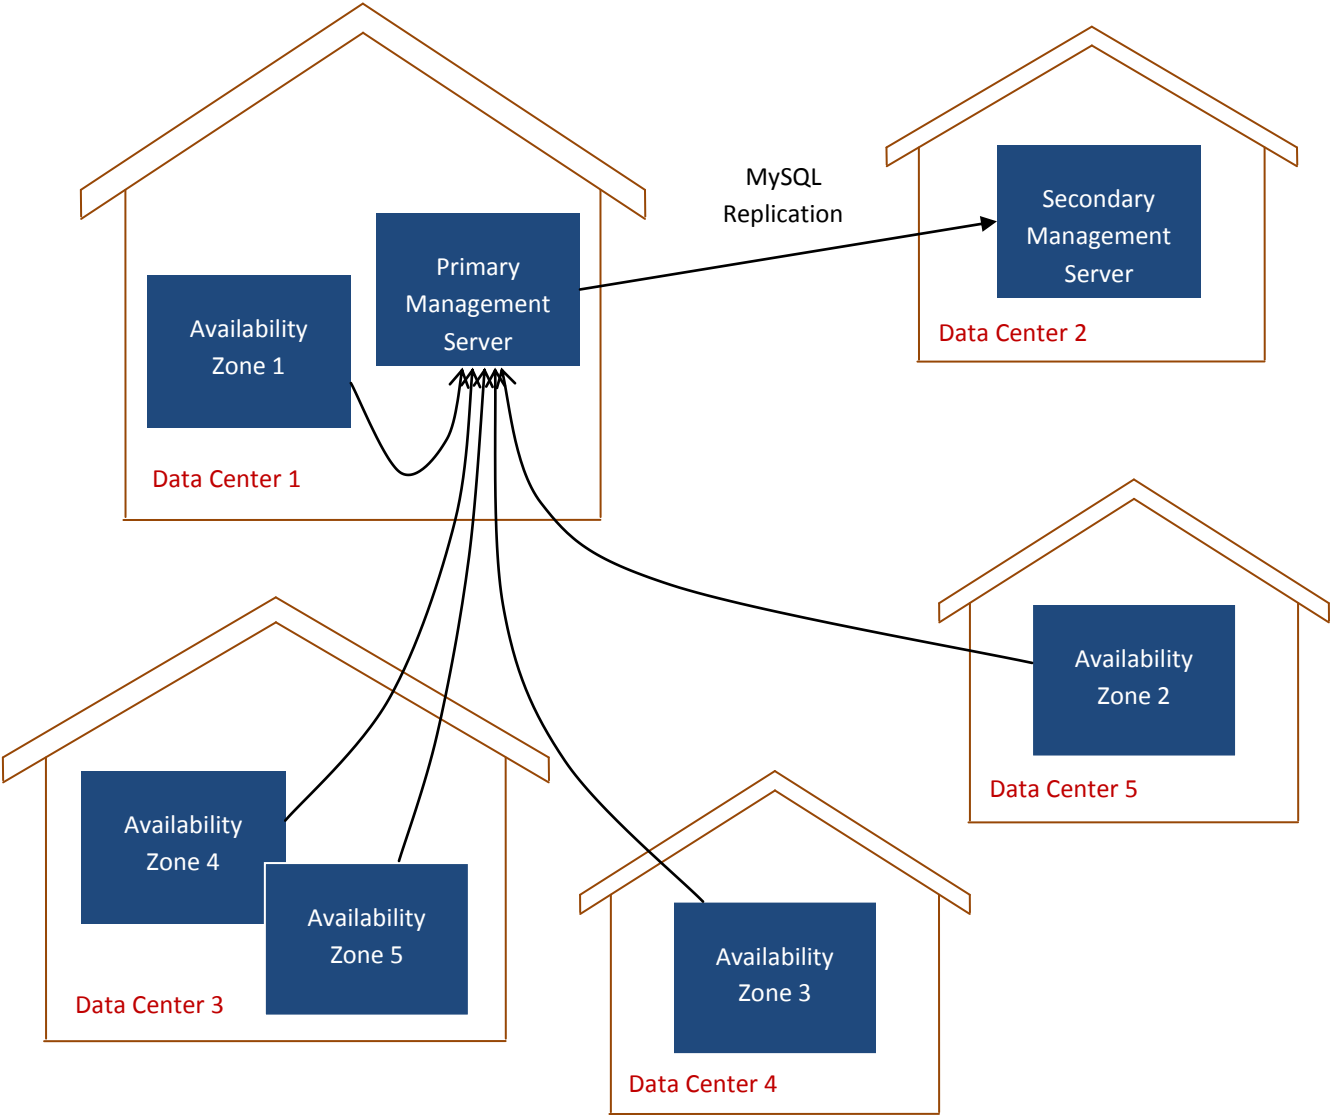 MySQL
Replication
Secondary
Management
Server
Data Center 2
Primary
Management
Server
Availability
Zone 1
Data Center 1
Availability
Zone 2
Data Center 5
Availability
Zone 4
Availability
Zone 5
Data Center 3
Availability
Zone 3
Data Center 4